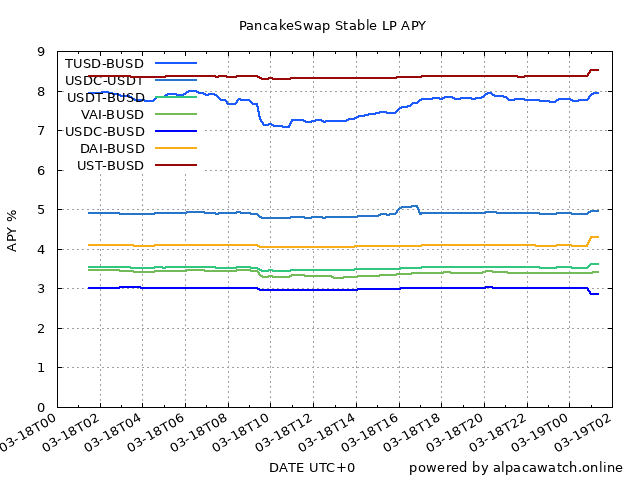 PancakeSwap Stable LP APY
9
8
7
6
5
4
3
2
1
0
APY %
TUSD-BUSD
USDC-USDT
USDT-BUSD
VAI-BUSD
USDC-BUSD
DAI-BUSD
UST-BUSD
03-18T00
03-18T02
03-18T04
03-18T06
03-18T08
03-18T10
03-18T12
03-18T14
03-18T16
03-18T18
03-18T20
03-18T22
03-19T00
03-19T02
DATE UTC+0
powered by alpacawatch.online